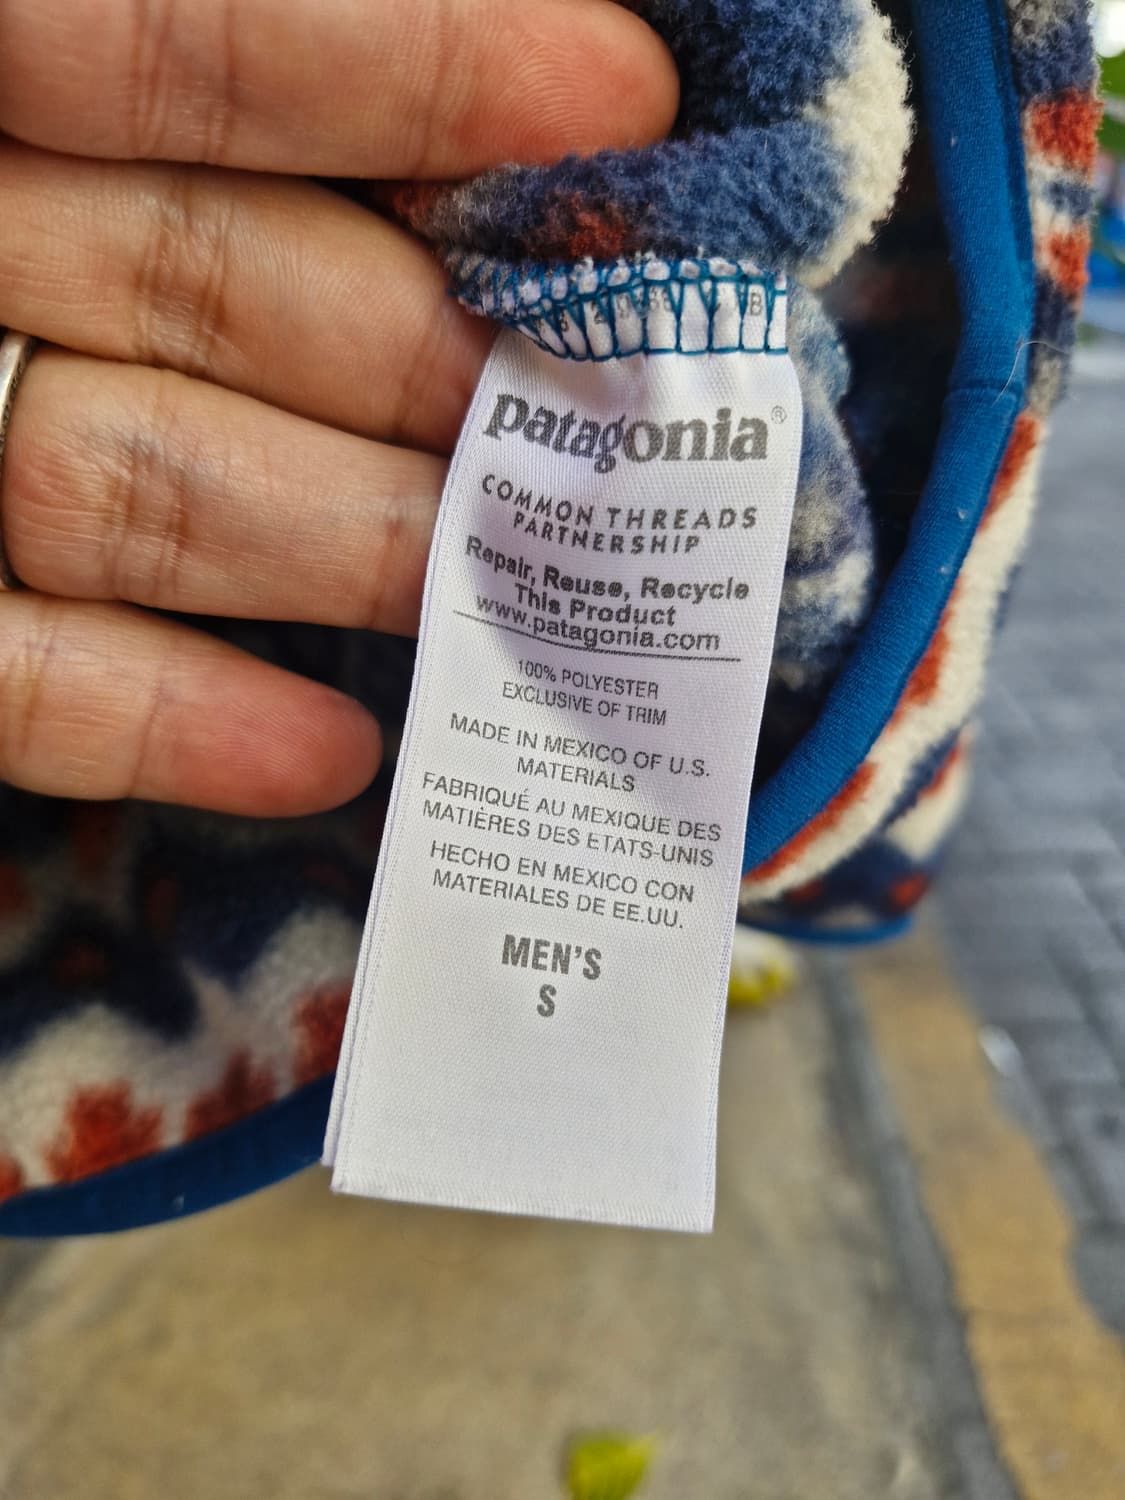 patagonia®
COMMON THREADS
PARTNERSHIP
Repair, Reuse, Recycle
This Product
www.patagonia.com
100% POLYESTER
EXCLUSIVE OF TRIM
MADE IN MEXICO OF U.S.
MATERIALS
FABRIQUÉ AU MEXIQUE DES
MATIÈRES DES ETATS-UNIS
HECHO EN MEXICO CON
MATERIALES DE EE.UU.
MEN'S
S